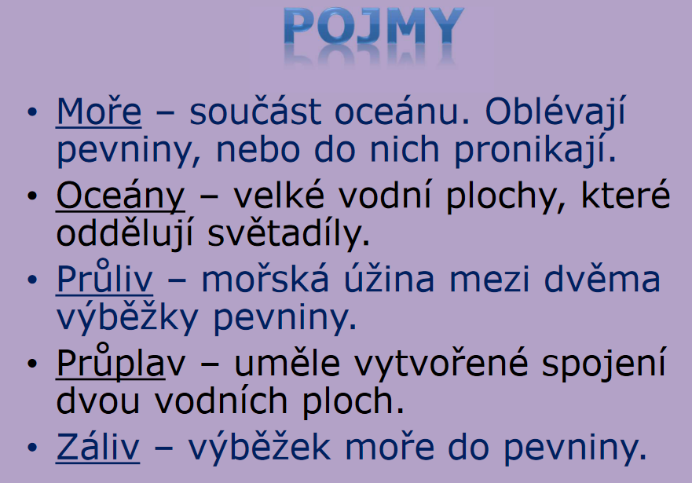 POJMY
• Moře – součást oceánu. Oblévají
pevniny, nebo do nich pronikají.
• Oceány – velké vodní plochy, které
oddělují světadíly.
• Průliv – mořská úžina mezi dvěma
výběžky pevniny.
• Průplav – uměle vytvořené spojení
dvou vodních ploch.
• Záliv – výběžek moře do pevniny.